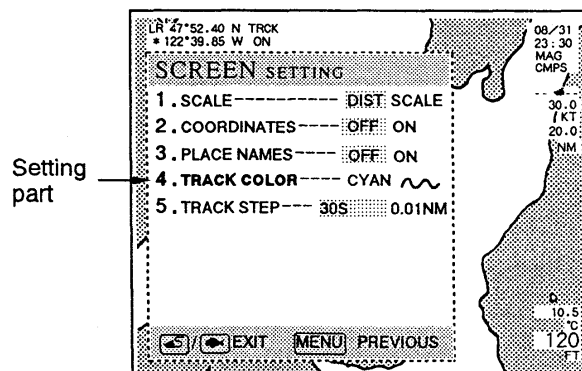 LR 47°52.40 N TRCK
* 122°39.85 W ON
08/31
23:30
MAG
CMPS
SCREEN SETTING
30.0
KT
20.0
NM
1.SCALE------------- DIST SCALE
2.COORDINATES---- OFF ON
3.PLACE NAMES----- OFF ON
Setting
part
4.TRACK COLOR---- CYAN
5.TRACK STEP--- 30S 0.01NM
D
10.5
°C
120
FT
/ EXIT MENU PREVIOUS